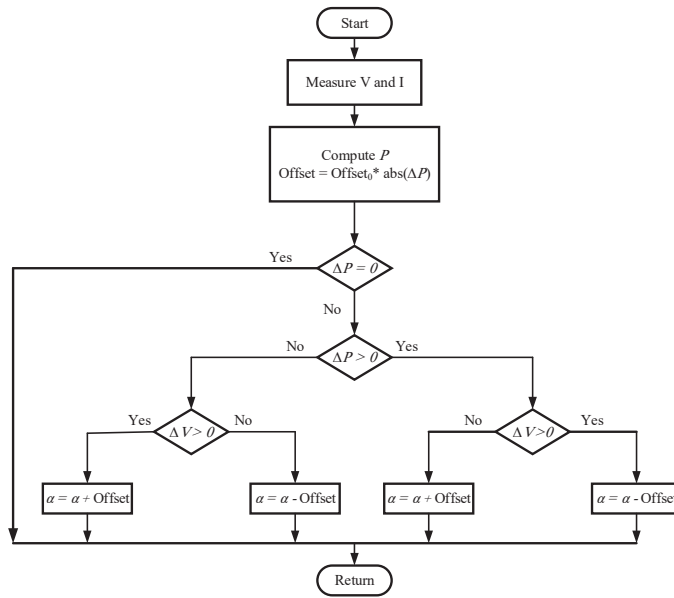 Start
Measure V and I
Compute P
Offset = Offset₀* abs(ΔP)
Yes
ΔP = 0
No
No
ΔP > 0
Yes
Yes
ΔV > 0
No
No
ΔV>0
Yes
α = α + Offset
α = α - Offset
α = α + Offset
α = α - Offset
Return